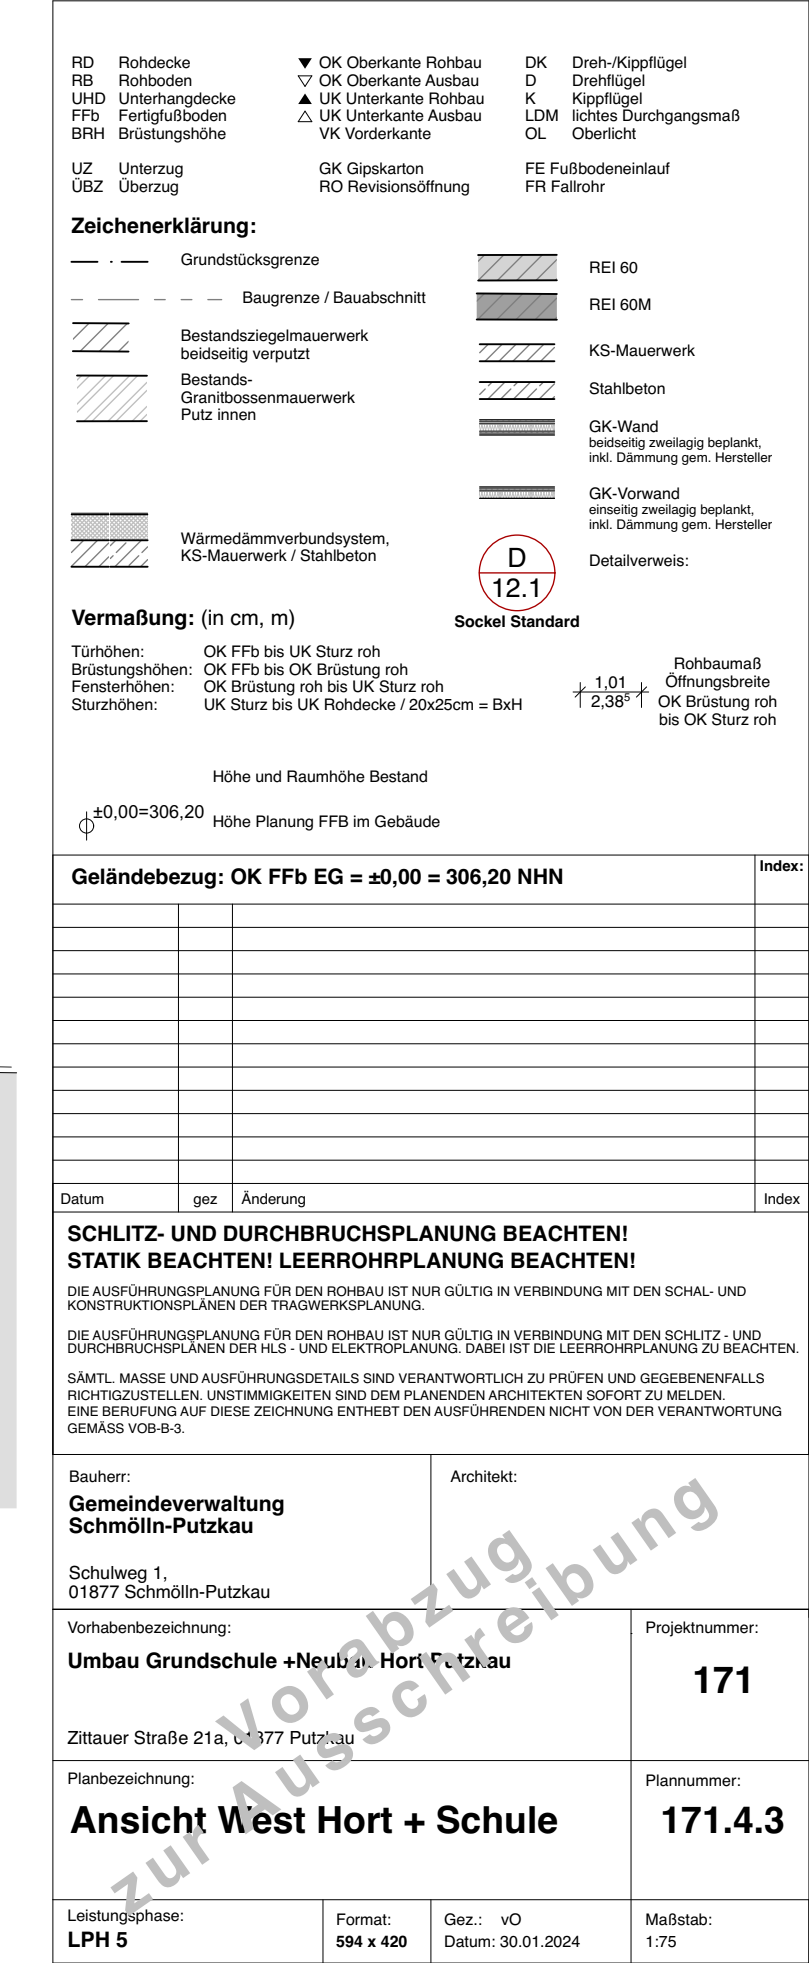 RD Rohdecke
RB Rohboden
UHD Unterhangdecke
FFb Fertigfußboden
BRH Brüstungshöhe
UZ Unterzug
ÜBZ Überzug
▼ OK Oberkante Rohbau
▽ OK Oberkante Ausbau
▲ UK Unterkante Rohbau
△ UK Unterkante Ausbau
VK Vorderkante
GK Gipskarton
RO Revisionsöffnung
DK Dreh-/Kippflügel
D Drehflügel
K Kippflügel
LDM lichtes Durchgangsmaß
OL Oberlicht
FE Fußbodeneinlauf
FR Fallrohr
Zeichenerklärung:
Grundstücksgrenze
Baugrenze / Bauabschnitt
Bestandsziegelmauerwerk
beidseitig verputzt
Bestands-
Granitbossenmauerwerk
Putz innen
Wärmedämmverbundsystem,
KS-Mauerwerk / Stahlbeton
REI 60
REI 60M
KS-Mauerwerk
Stahlbeton
GK-Wand
beidseitig zweilagig beplankt,
inkl. Dämmung gem. Hersteller
GK-Vorwand
einseitig zweilagig beplankt,
inkl. Dämmung gem. Hersteller
D
12.1
Detailverweis:
Sockel Standard
Vermaßung: (in cm, m)
Türhöhen: OK FFb bis UK Sturz roh
Brüstungshöhen: OK FFb bis OK Brüstung roh
Fensterhöhen: OK Brüstung roh bis UK Sturz roh
Sturzhöhen: UK Sturz bis UK Rohdecke / 20x25cm = BxH
1,01
2,38⁵
Rohbaumaß
Öffnungsbreite
OK Brüstung roh
bis OK Sturz roh
Höhe und Raumhöhe Bestand
±0,00=306,20
Höhe Planung FFB im Gebäude
Geländebezug: OK FFb EG = ±0,00 = 306,20 NHN
Index:
Datum gez Änderung Index
SCHLITZ- UND DURCHBRUCHSPLANUNG BEACHTEN!
STATIK BEACHTEN! LEERROHRPLANUNG BEACHTEN!
DIE AUSFÜHRUNGSPLANUNG FÜR DEN ROHBAU IST NUR GÜLTIG IN VERBINDUNG MIT DEN SCHAL- UND
KONSTRUKTIONSPLÄNEN DER TRAGWERKSPLANUNG.
DIE AUSFÜHRUNGSPLANUNG FÜR DEN ROHBAU IST NUR GÜLTIG IN VERBINDUNG MIT DEN SCHLITZ - UND
DURCHBRUCHSPLÄNEN DER HLS - UND ELEKTROPLANUNG. DABEI IST DIE LEERROHRPLANUNG ZU BEACHTEN.
SÄMTL. MASSE UND AUSFÜHRUNGSDETAILS SIND VERANTWORTLICH ZU PRÜFEN UND GEGEBENENFALLS
RICHTIGZUSTELLEN. UNSTIMMIGKEITEN SIND DEM PLANENDEN ARCHITEKTEN SOFORT ZU MELDEN.
EINE BERUFUNG AUF DIESE ZEICHNUNG ENTHEBT DEN AUSFÜHRENDEN NICHT VON DER VERANTWORTUNG
GEMÄSS VOB-B-3.
Bauherr:
Gemeindeverwaltung
Schmölln-Putzkau
Schulweg 1,
01877 Schmölln-Putzkau
Architekt:
Vorabzug
zur Ausschreibung
Vorhabenbezeichnung:
Umbau Grundschule +Neubau Hort Putzkau
Zittauer Straße 21a, 01877 Putzkau
Projektnummer:
171
Planbezeichnung:
Ansicht West Hort + Schule
Plannummer:
171.4.3
Leistungsphase:
LPH 5
Format:
594 x 420
Gez.: vO
Datum: 30.01.2024
Maßstab:
1:75